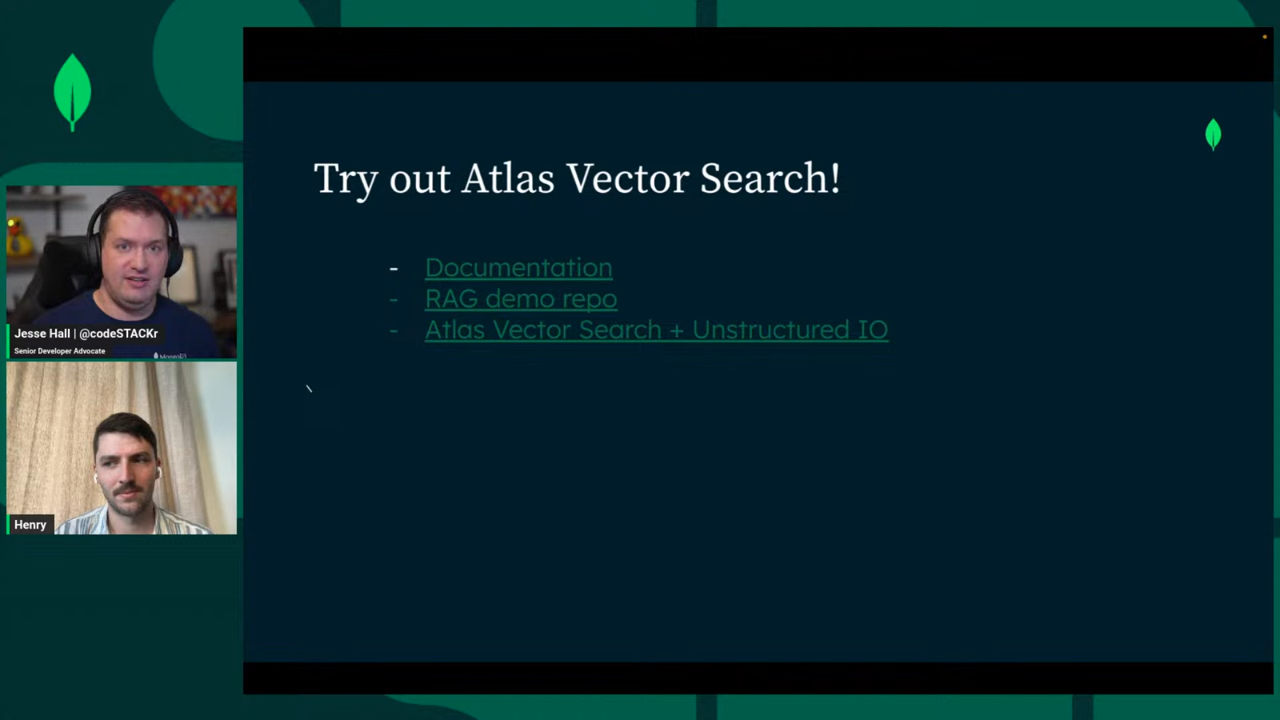 Try out Atlas Vector Search!
- Documentation
- RAG demo repo
- Atlas Vector Search + Unstructured IO
\
Jesse Hall | @codeSTACKr
Senior Developer Advocate
Henry